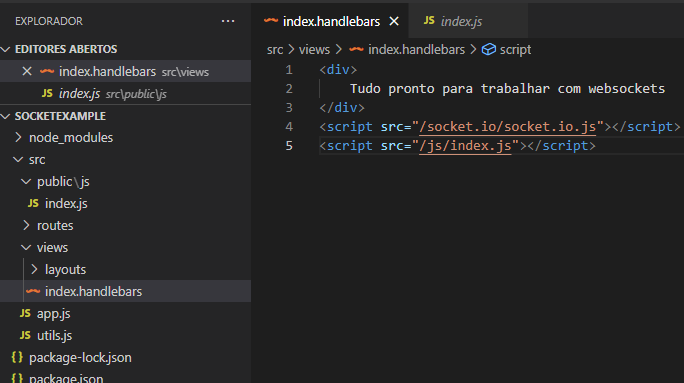 EXPLORADOR ···
EDITORES ABERTOS
index.handlebars src\views
JS index.js src\public\js
SOCKETEXAMPLE
node_modules
src
public\js
JS index.js
routes
views
layouts
index.handlebars
JS app.js
JS utils.js
{} package-lock.json
{} package.json
index.handlebars JS index.js
src > views > index.handlebars > script
1 <div>
2 Tudo pronto para trabalhar com websockets
3 </div>
4 <script src="/socket.io/socket.io.js"></script>
5 <script src="/js/index.js"></script>